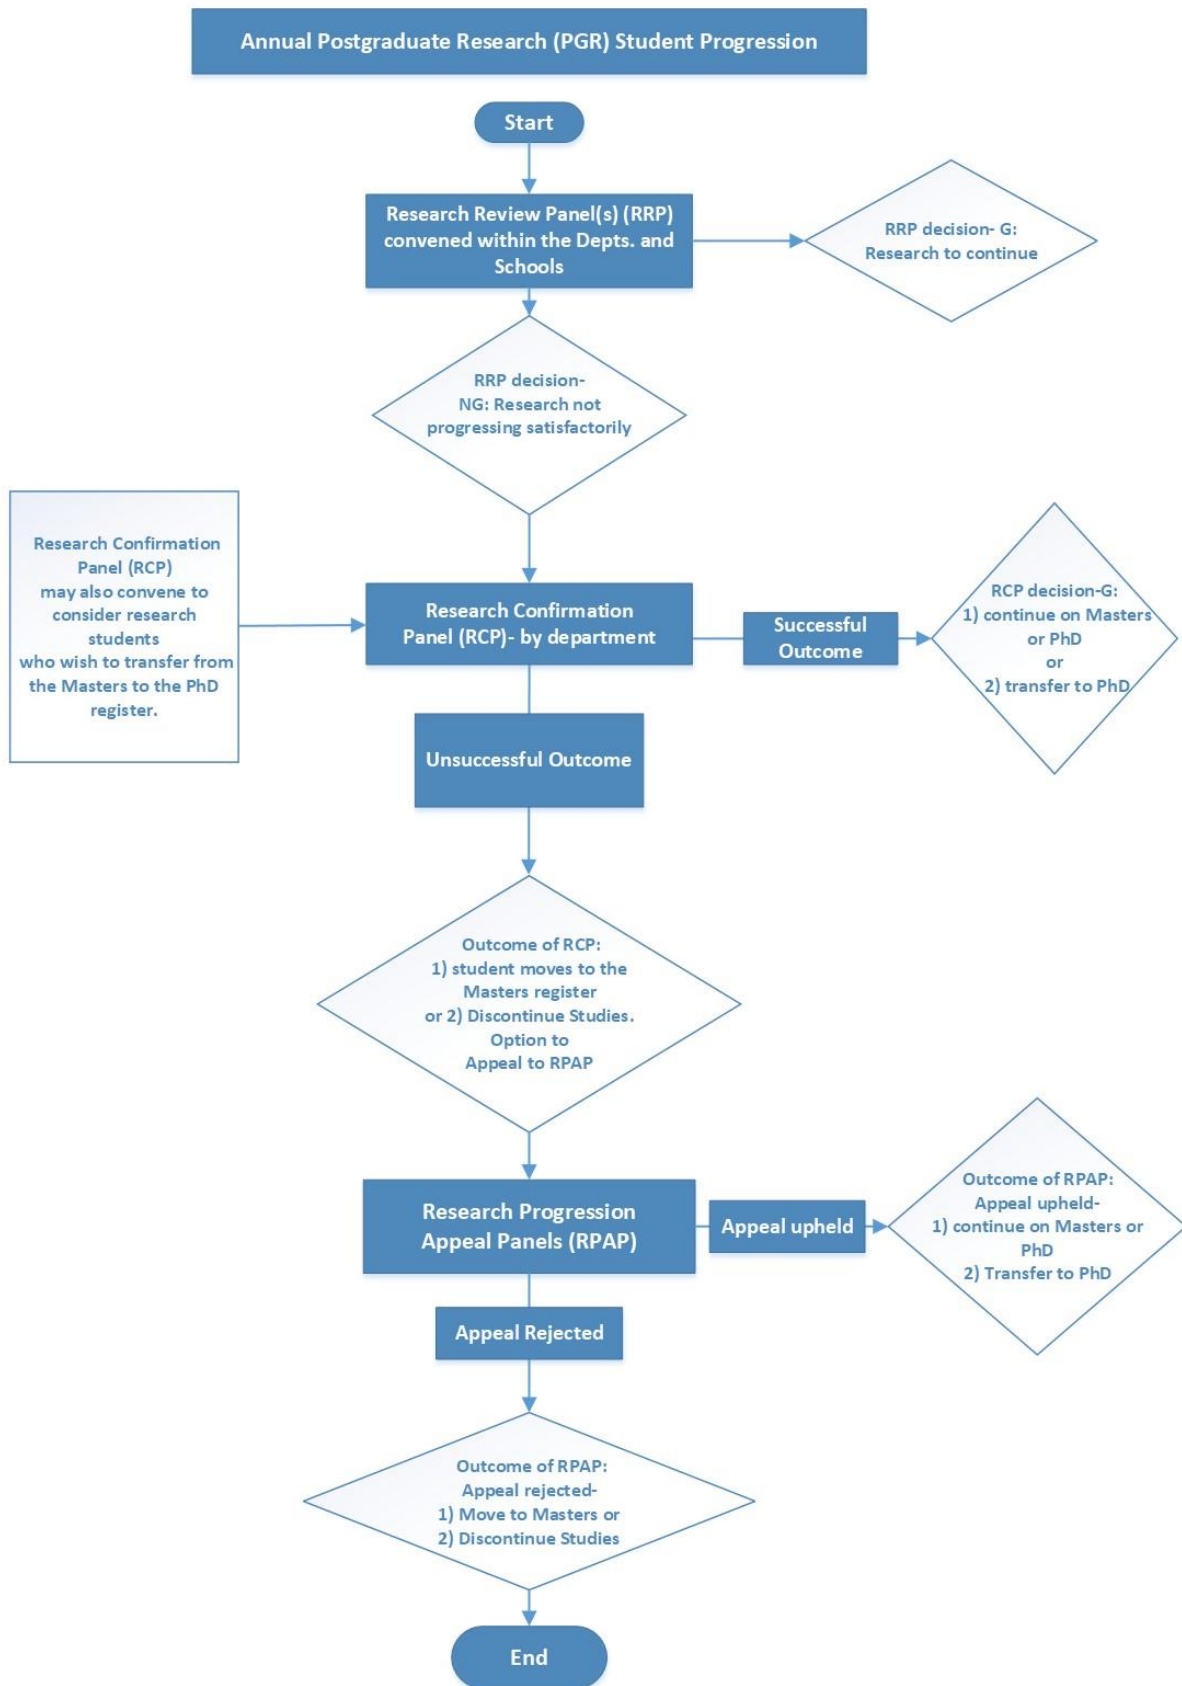 Annual Postgraduate Research (PGR) Student Progression
Start
Research Review Panel(s) (RRP)
convened within the Depts. and
Schools
RRP decision- G:
Research to continue
RRP decision-
NG: Research not
progressing satisfactorily
Research Confirmation
Panel (RCP)
may also convene to
consider research
students
who wish to transfer from
the Masters to the PhD
register.
Research Confirmation
Panel (RCP)- by department
Successful
Outcome
RCP decision-G:
1) continue on Masters
or PhD
or
2) transfer to PhD
Unsuccessful Outcome
Outcome of RCP:
1) student moves to the
Masters register
or 2) Discontinue Studies.
Option to
Appeal to RPAP
Research Progression
Appeal Panels (RPAP)
Appeal upheld
Outcome of RPAP:
Appeal upheld-
1) continue on Masters or
PhD
2) Transfer to PhD
Appeal Rejected
Outcome of RPAP:
Appeal rejected-
1) Move to Masters or
2) Discontinue Studies
End